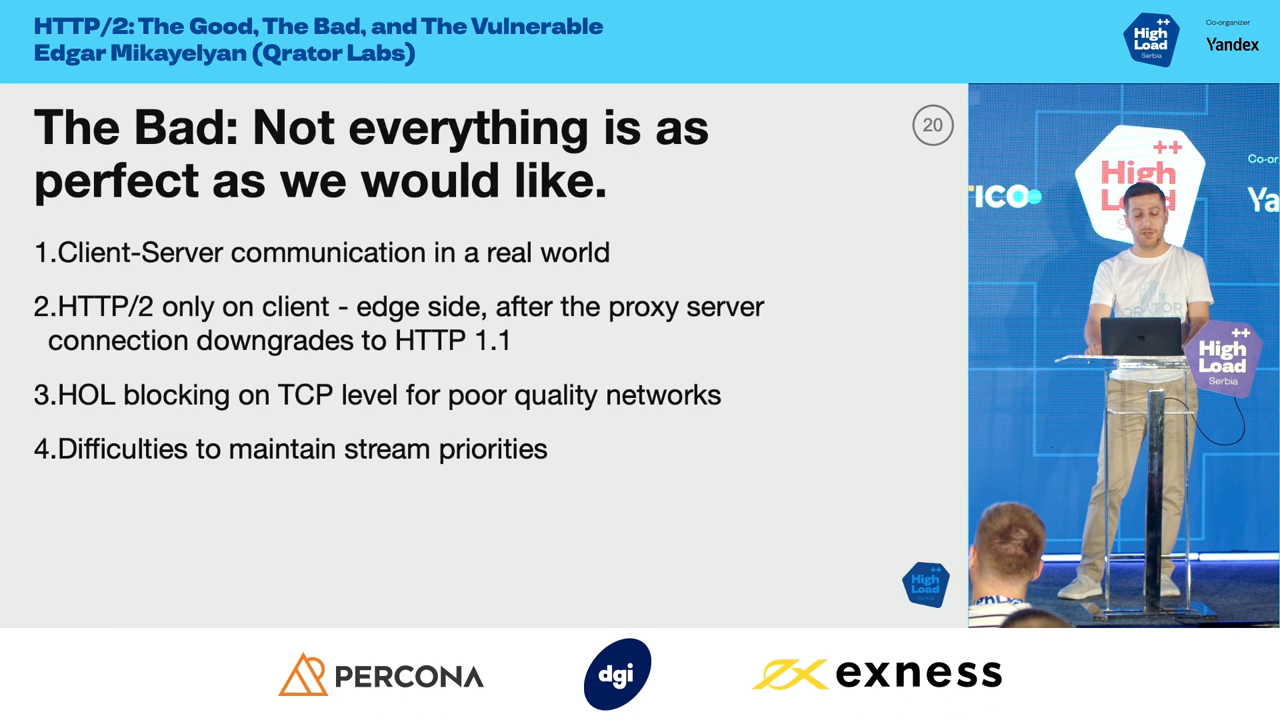 HTTP/2: The Good, The Bad, and The Vulnerable
Edgar Mikayelyan (Qrator Labs)
++
High
Load
Serbia
Co-organizer
Yandex
The Bad: Not everything is as
perfect as we would like.
20
1.Client-Server communication in a real world
2.HTTP/2 only on client - edge side, after the proxy server
connection downgrades to HTTP 1.1
3.HOL blocking on TCP level for poor quality networks
4.Difficulties to maintain stream priorities
++
High
Load
Serbia
++
High
ICO
Co-or
Ya
++
High
Load
Serbia
PERCONA
dgi
exness